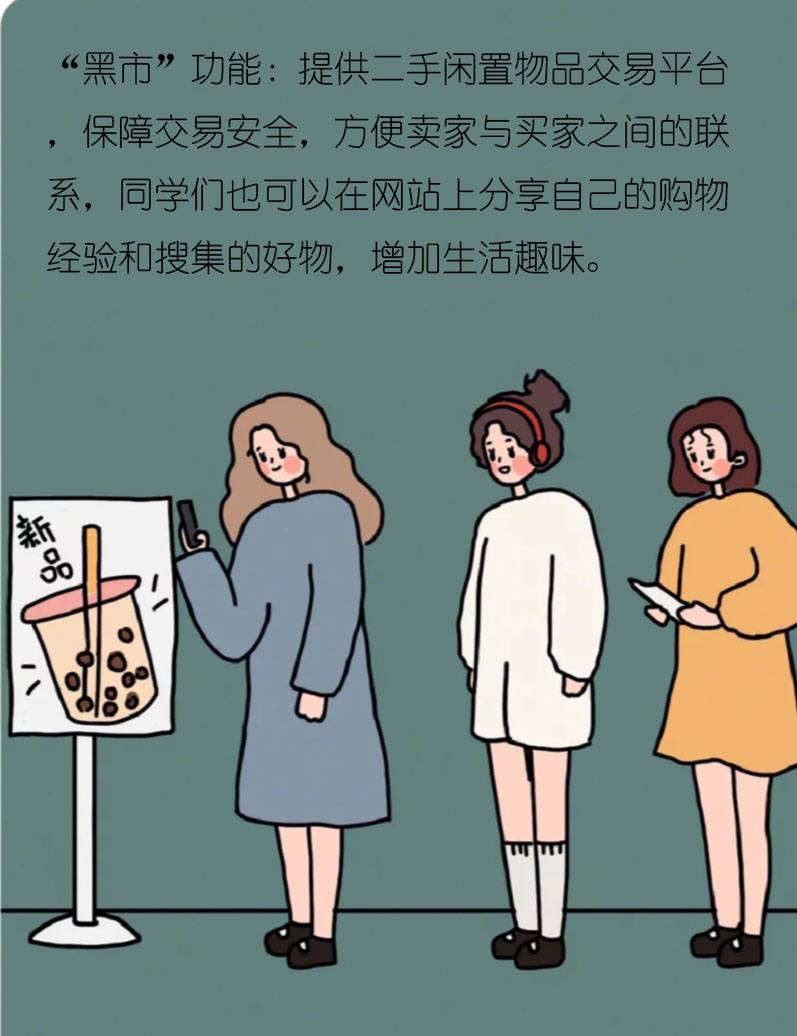 “黑市”功能：提供二手闲置物品交易平台
，保障交易安全，方便卖家与买家之间的联
系，同学们也可以在网站上分享自己的购物
经验和搜集的好物，增加生活趣味。
新
品